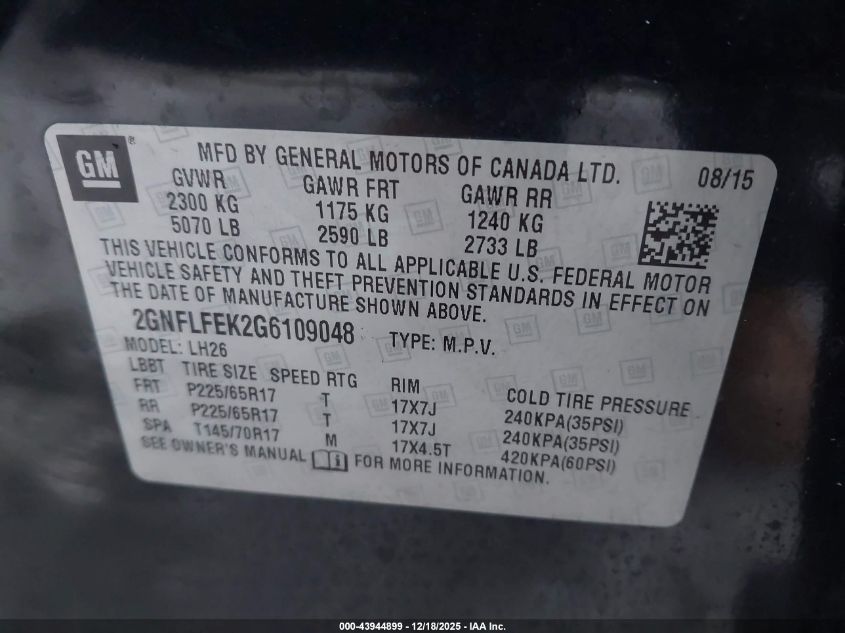 GM ®
MFD BY GENERAL MOTORS OF CANADA LTD. 08/15
GVWR GAWR FRT GAWR RR
2300 KG 1175 KG 1240 KG
5070 LB 2590 LB 2733 LB
THIS VEHICLE CONFORMS TO ALL APPLICABLE U.S. FEDERAL MOTOR
VEHICLE SAFETY AND THEFT PREVENTION STANDARDS IN EFFECT ON
THE DATE OF MANUFACTURE SHOWN ABOVE.
2GNFLFEK2G6109048 TYPE: M.P.V.
MODEL: LH26
LBBT TIRE SIZE SPEED RTG RIM COLD TIRE PRESSURE
FRT P225/65R17 T 17X7J 240KPA(35PSI)
RR P225/65R17 T 17X7J 240KPA(35PSI)
SPA T145/70R17 M 17X4.5T 420KPA(60PSI)
SEE OWNER'S MANUAL FOR MORE INFORMATION.
000-43944899 - 12/18/2025 - IAA Inc.